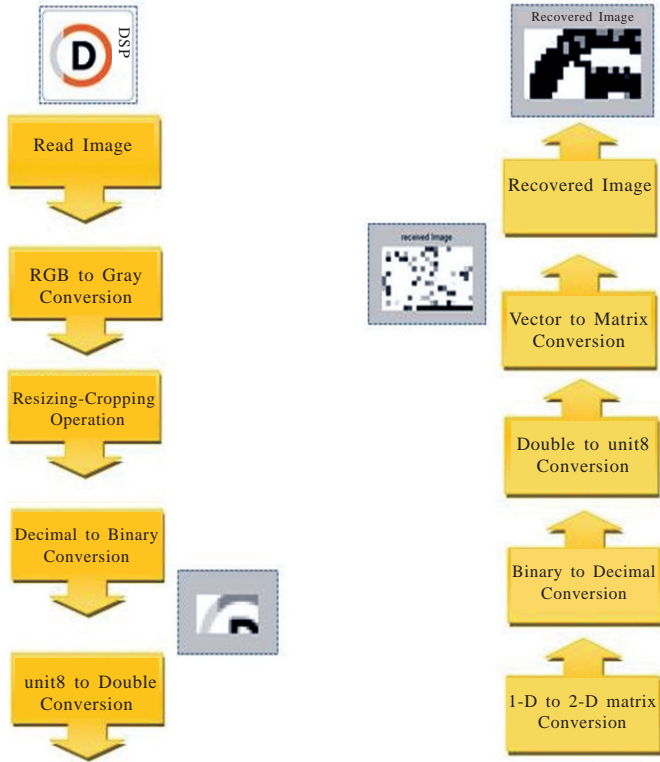 D
DSP
Read Image
RGB to Gray
Conversion
Resizing-Cropping
Operation
Decimal to Binary
Conversion
unit8 to Double
Conversion
Recovered Image
Recovered Image
received image
Vector to Matrix
Conversion
Double to unit8
Conversion
Binary to Decimal
Conversion
1-D to 2-D matrix
Conversion